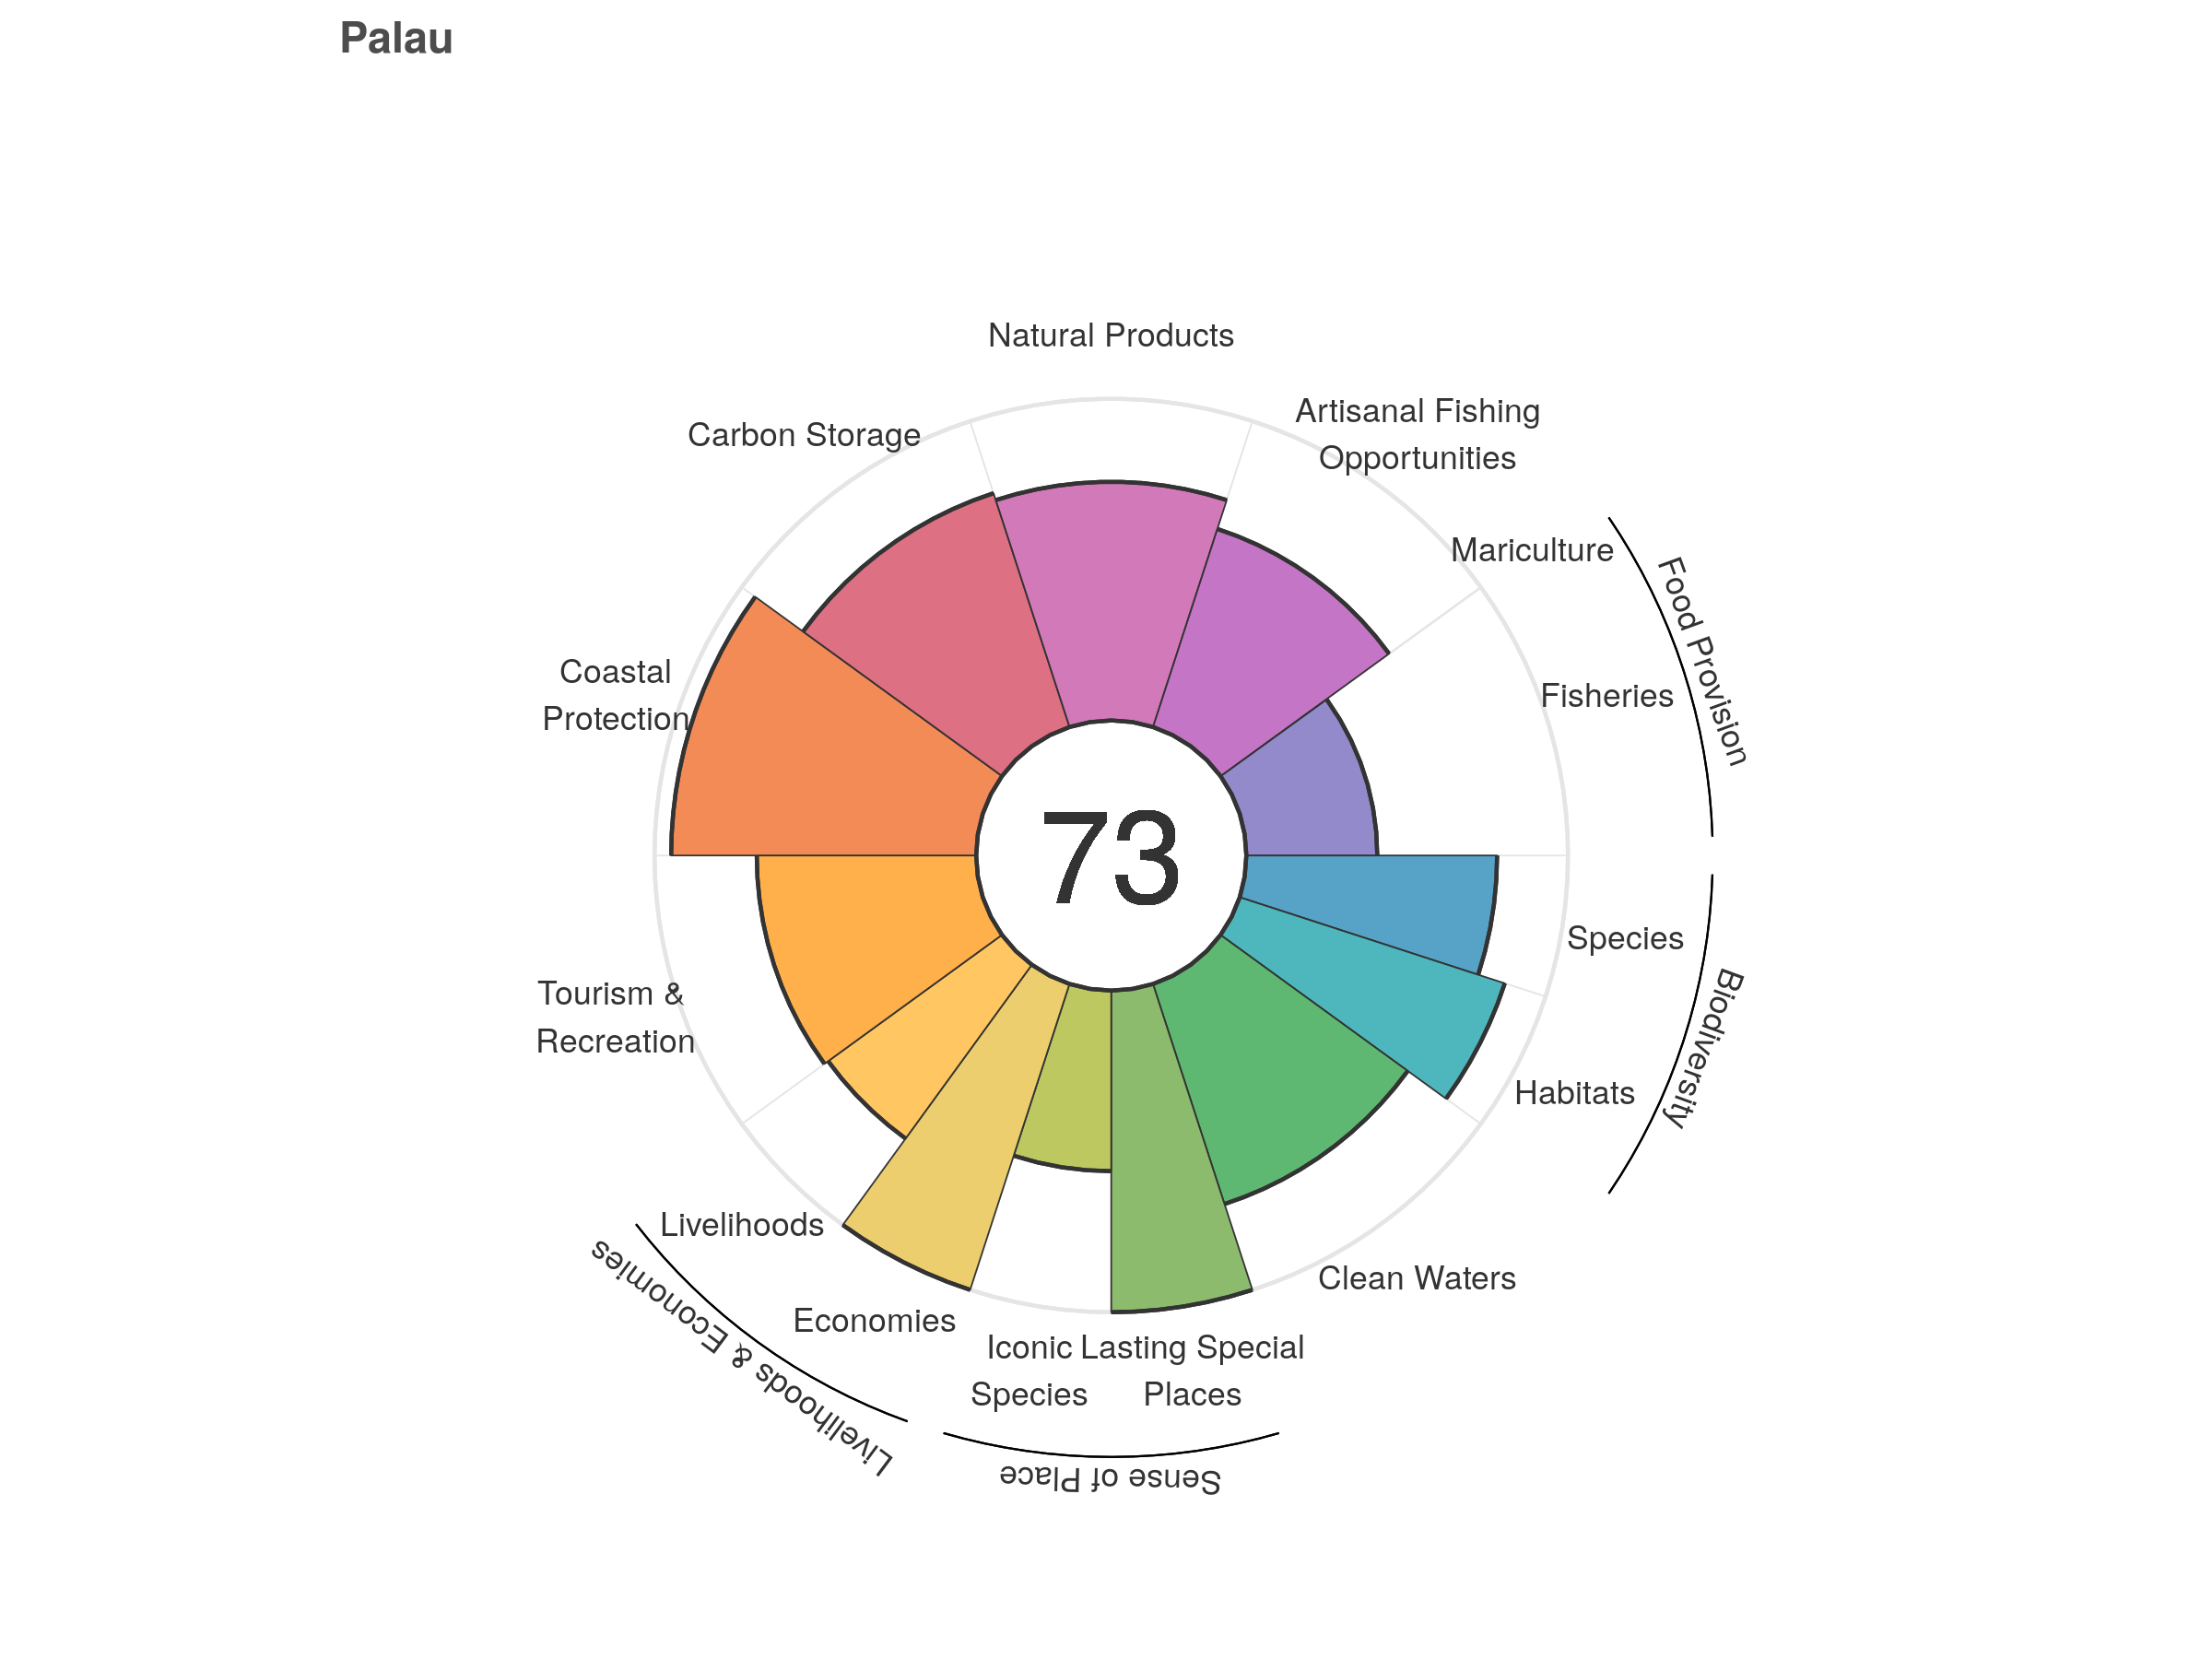 Palau
Natural Products
Artisanal Fishing
Opportunities
Carbon Storage
Mariculture
Food Provision
Coastal
Protection
Fisheries
73
Species
Biodiversity
Tourism &
Recreation
Habitats
Livelihoods
Clean Waters
Economies
Livelihoods & Economies
Iconic
Species
Lasting Special
Places
Sense of Place